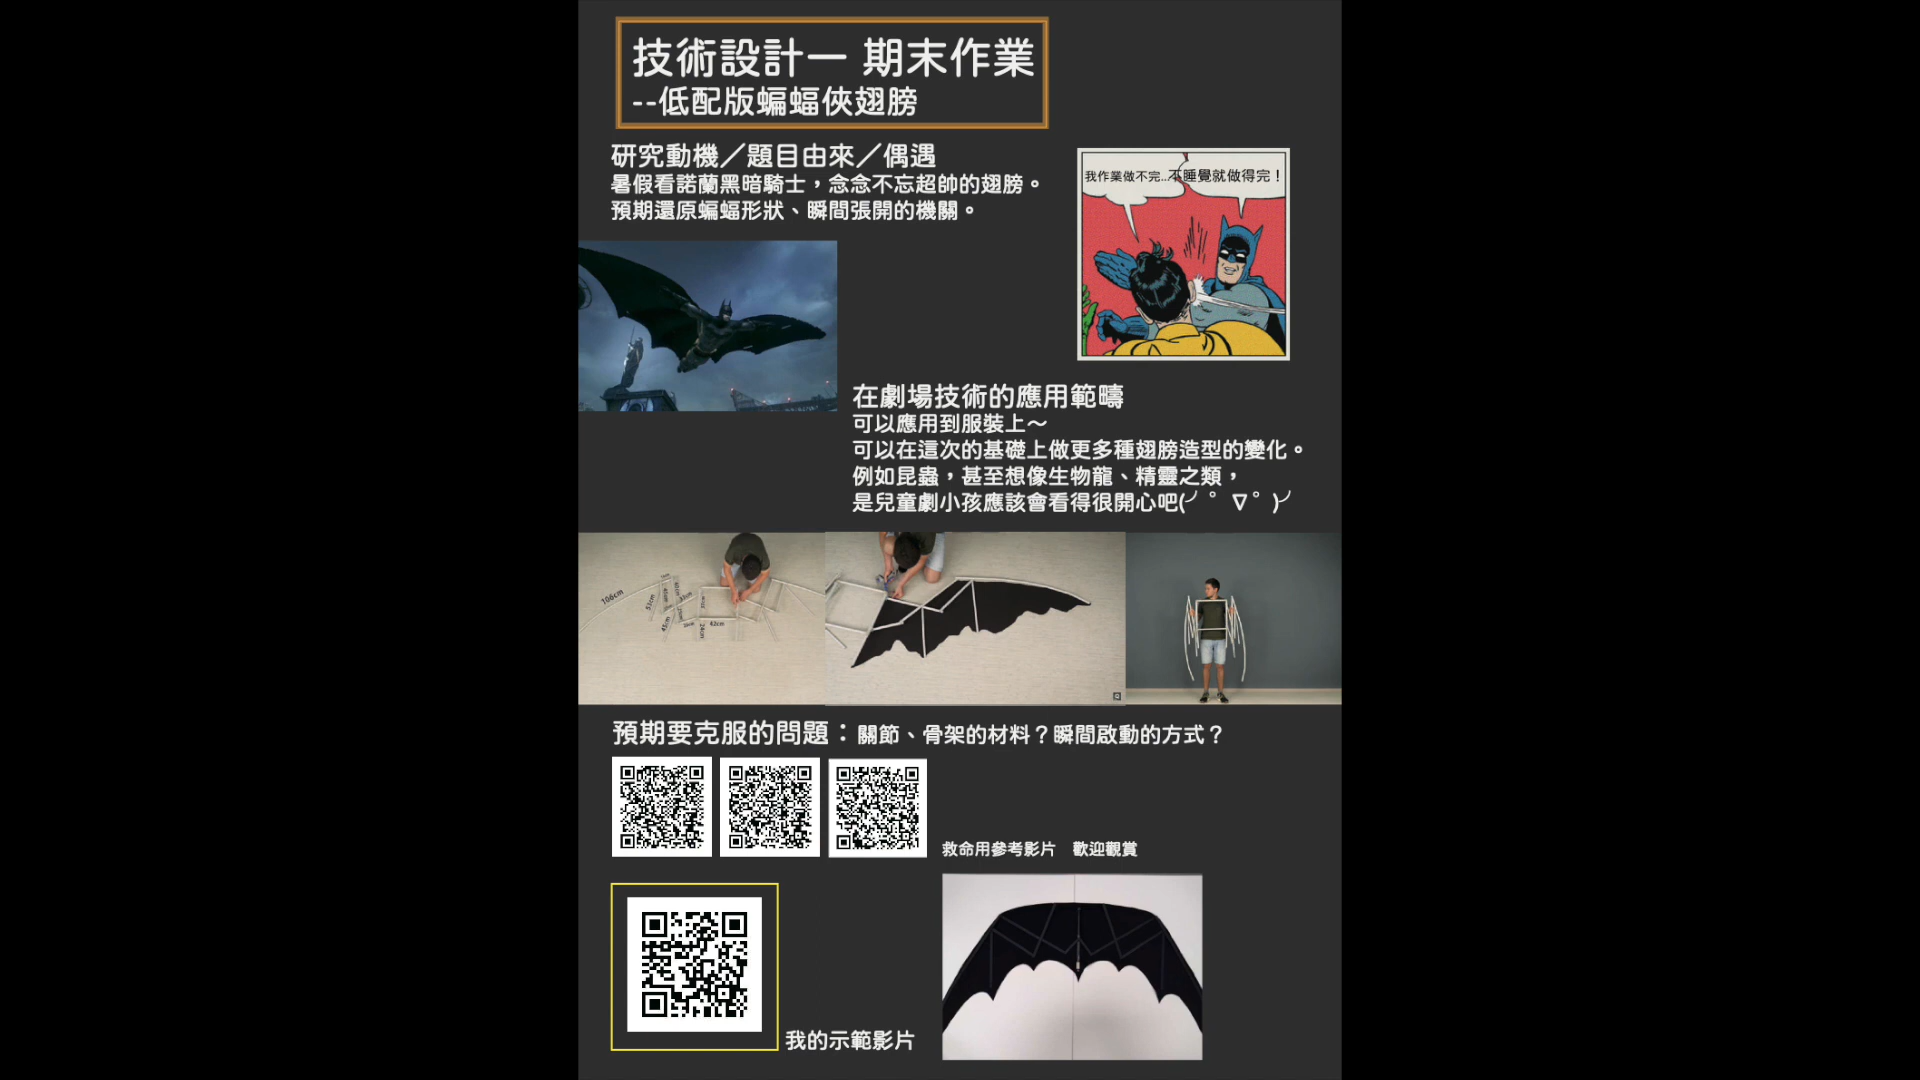 技術設計一 期末作業
--低配版蝙蝠俠翅膀
研究動機／題目由來／偶遇
暑假看諾蘭黑暗騎士，念念不忘超帥的翅膀。
預期還原蝙蝠形狀、瞬間張開的機關。
我作業做不完...
不睡覺就做得完！
在劇場技術的應用範疇
可以應用到服裝上～
可以在這次的基礎上做更多種翅膀造型的變化。
例如昆蟲，甚至想像生物龍、精靈之類，
是兒童劇小孩應該會看得很開心吧(╯゜∇゜)╯
106cm
53cm
45cm
42cm
24cm
預期要克服的問題：關節、骨架的材料？瞬間啟動的方式？
救命用參考影片 歡迎觀賞
我的示範影片